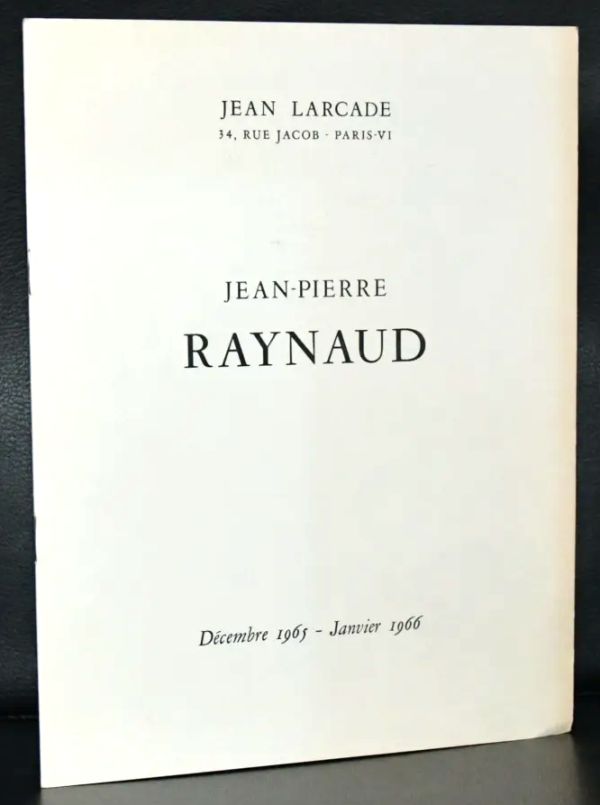 JEAN LARCADE
34, RUE JACOB - PARIS-VI
JEAN-PIERRE
RAYNAUD
Décembre 1965 - Janvier 1966